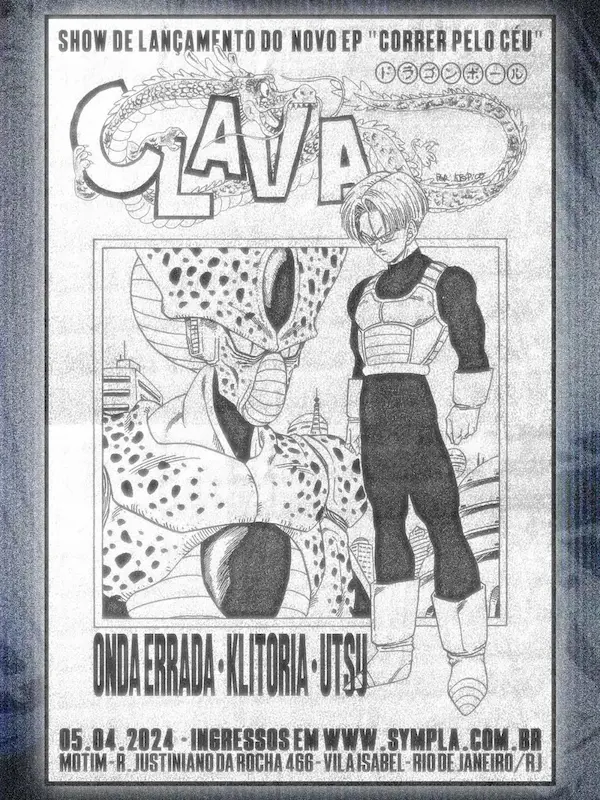 SHOW DE LANÇAMENTO DO NOVO EP "CORRER PELO CÉU"
ドラゴンボール
CLAVA
ONDA ERRADA • KLITORIA • UTSU
05.04.2024 - INGRESSOS EM WWW.SYMPLA.COM.BR
MOTIM - R. JUSTINIANO DA ROCHA 466 - VILA ISABEL - RIO DE JANEIRO/RJ